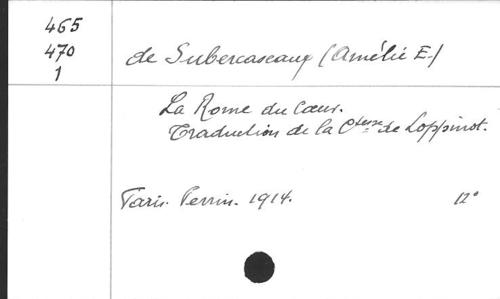 465
470
1
de Subercaseaux (Amélie E.)
La Rome du Cœur.
Traduction de la Ctesse de Loppinot.
Paris. Perrin. 1914. 12°